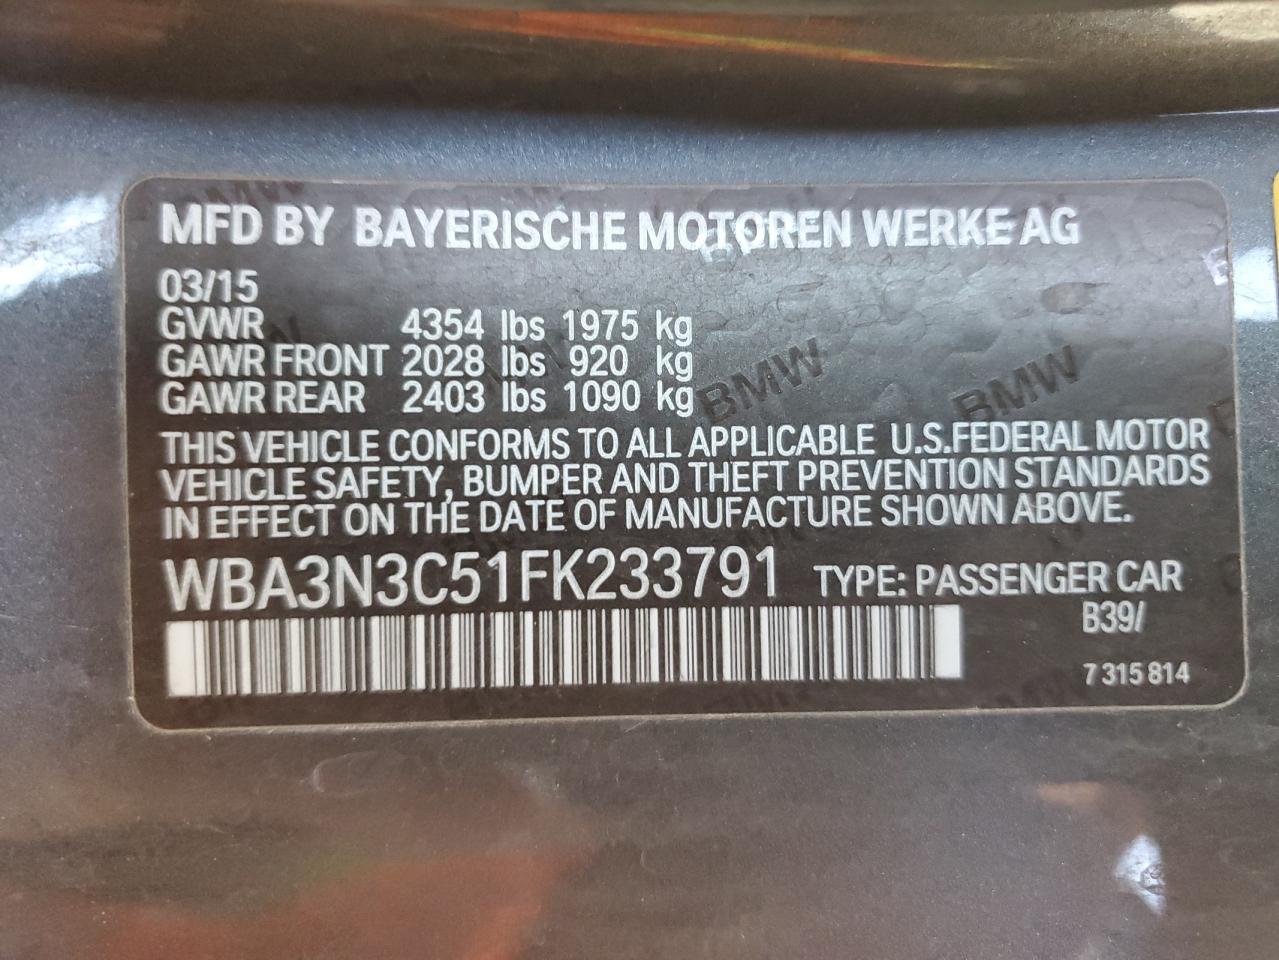 MFD BY BAYERISCHE MOTOREN WERKE AG
03/15
GVWR 4354 lbs 1975 kg
GAWR FRONT 2028 lbs 920 kg
GAWR REAR 2403 lbs 1090 kg
BMW BMW
THIS VEHICLE CONFORMS TO ALL APPLICABLE U.S.FEDERAL MOTOR
VEHICLE SAFETY, BUMPER AND THEFT PREVENTION STANDARDS
IN EFFECT ON THE DATE OF MANUFACTURE SHOWN ABOVE.
WBA3N3C51FK233791 TYPE: PASSENGER CAR
B39/
7 315 814